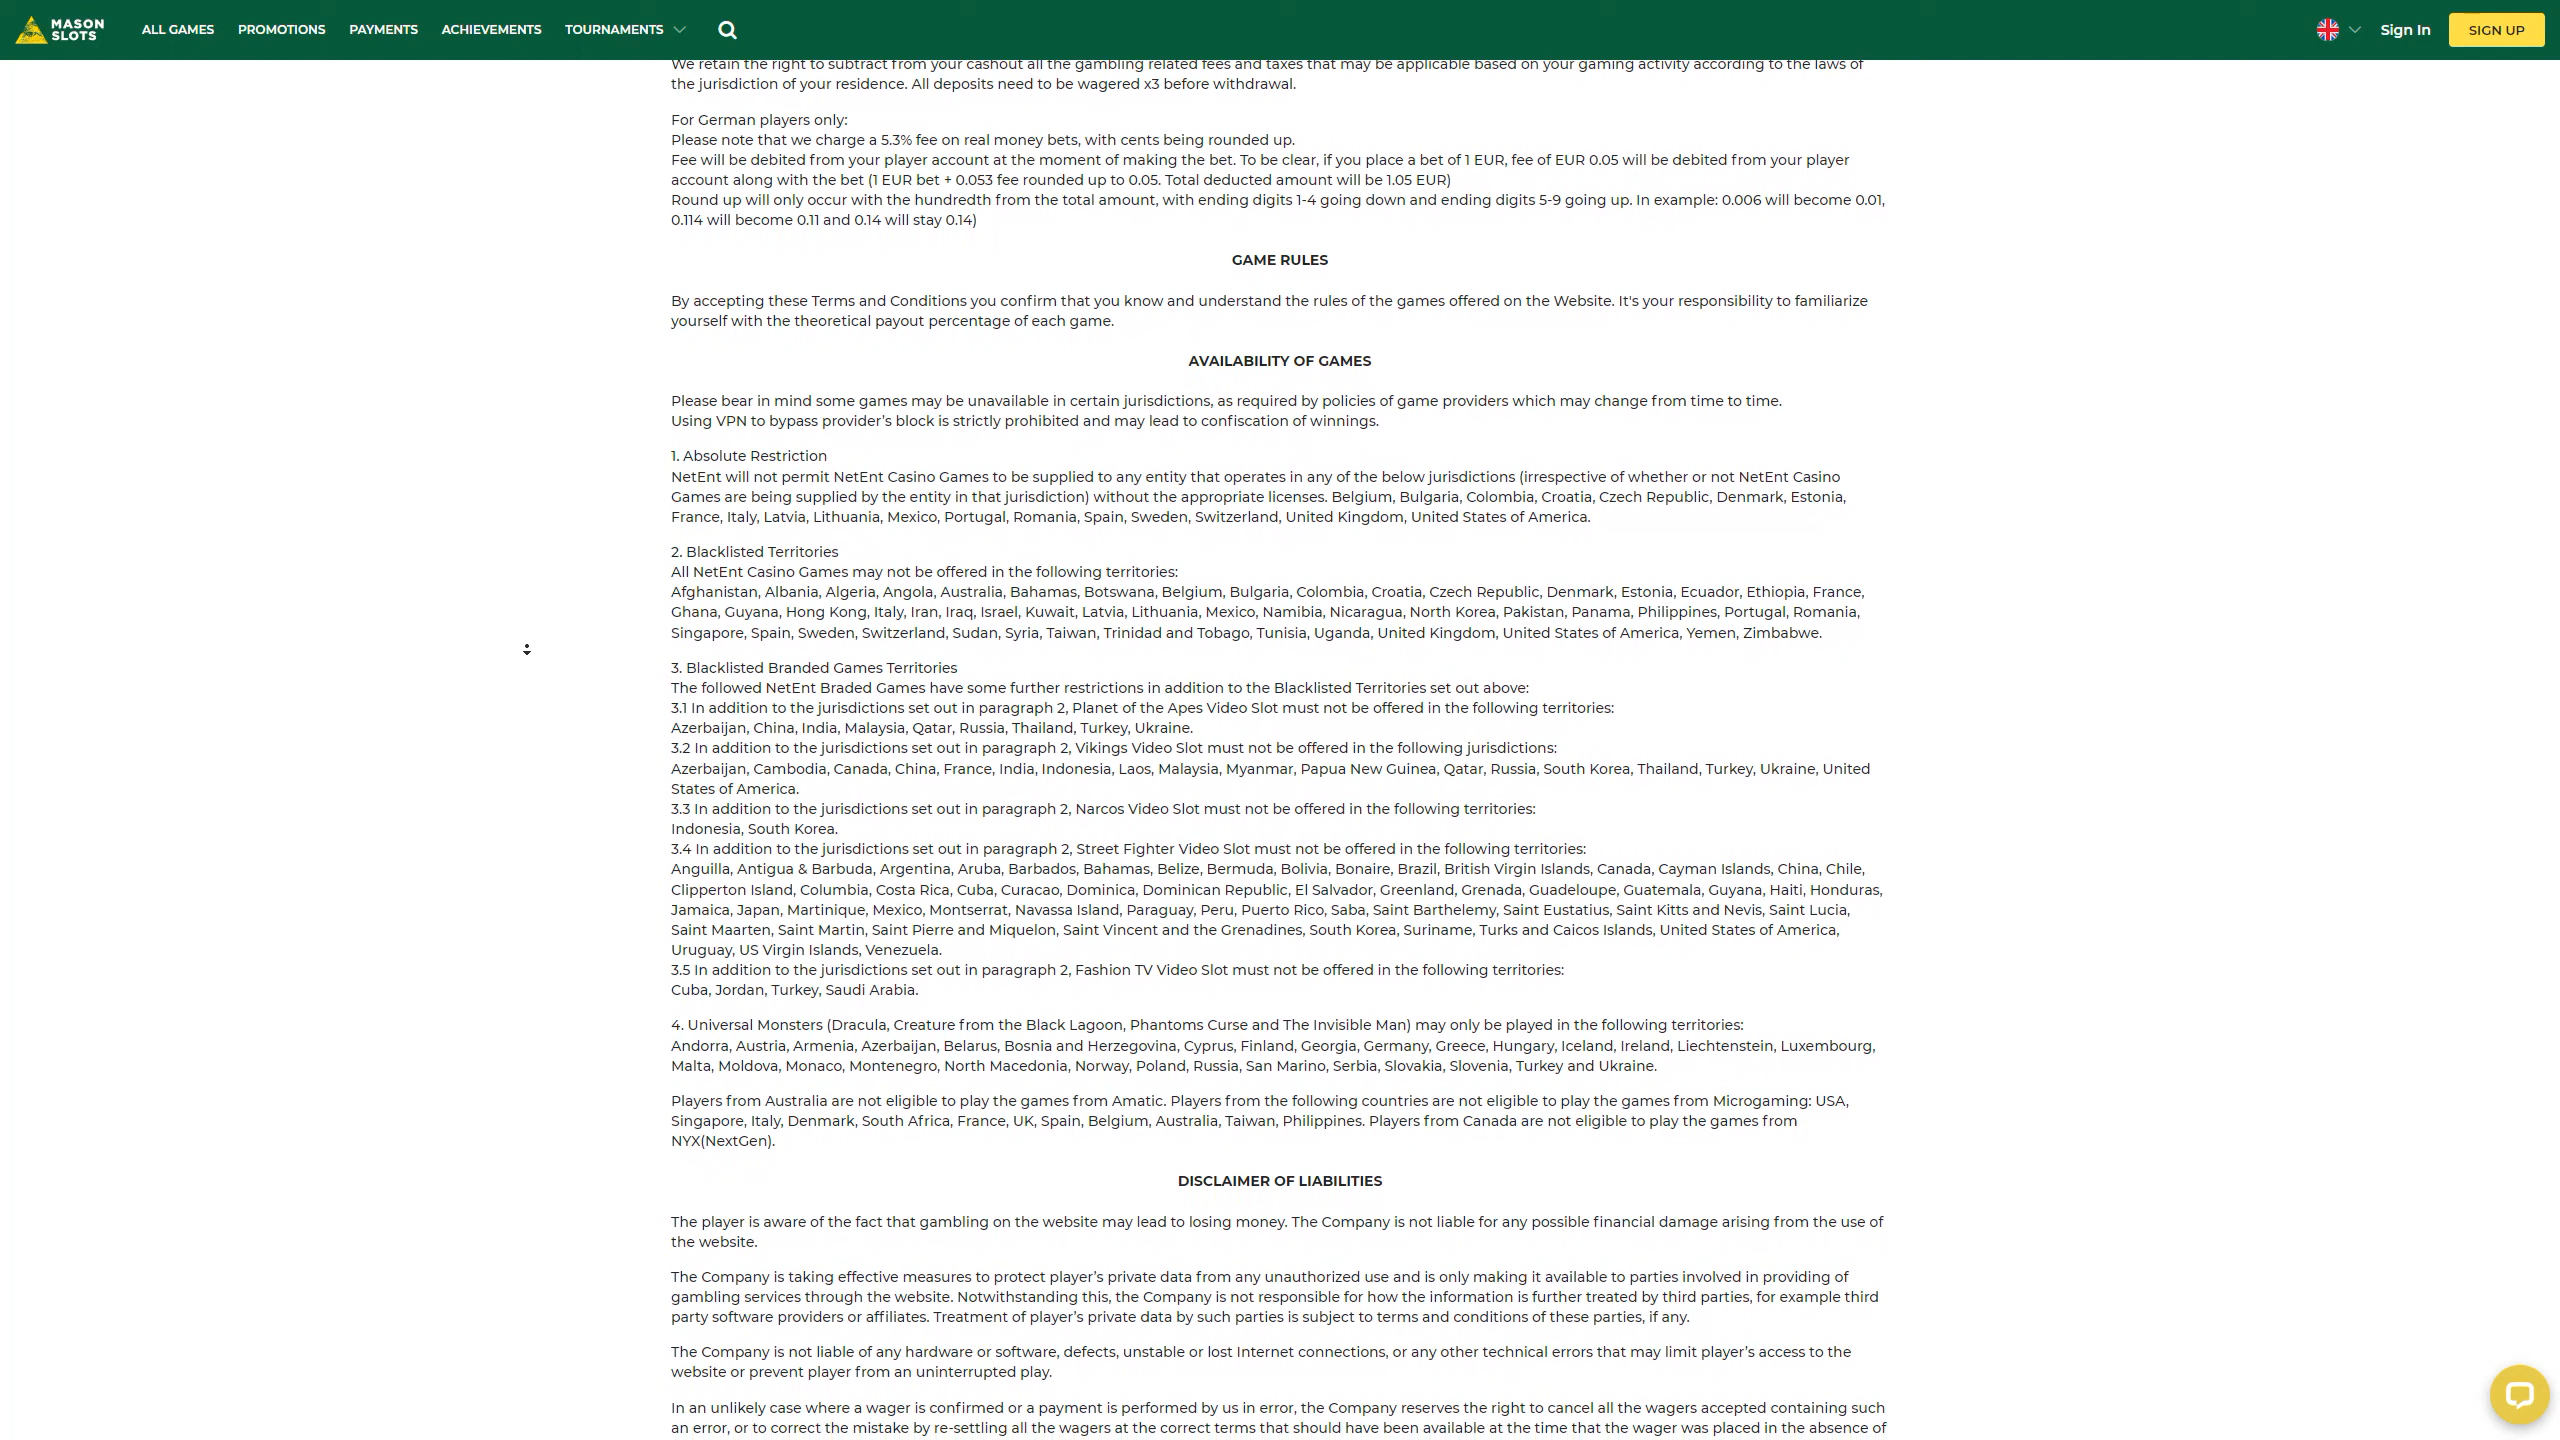 MASON
SLOTS
ALL GAMES
PROMOTIONS
PAYMENTS
ACHIEVEMENTS
TOURNAMENTS
Sign In
SIGN UP
We retain the right to subtract from your cashout all the gambling related fees and taxes that may be applicable based on your gaming activity according to the laws of
the jurisdiction of your residence. All deposits need to be wagered x3 before withdrawal.
For German players only:
Please note that we charge a 5.3% fee on real money bets, with cents being rounded up.
Fee will be debited from your player account at the moment of making the bet. To be clear, if you place a bet of 1 EUR, fee of EUR 0.05 will be debited from your player
account along with the bet (1 EUR bet + 0.053 fee rounded up to 0.05. Total deducted amount will be 1.05 EUR)
Round up will only occur with the hundredth from the total amount, with ending digits 1-4 going down and ending digits 5-9 going up. In example: 0.006 will become 0.01,
0.114 will become 0.11 and 0.14 will stay 0.14)
GAME RULES
By accepting these Terms and Conditions you confirm that you know and understand the rules of the games offered on the Website. It's your responsibility to familiarize
yourself with the theoretical payout percentage of each game.
AVAILABILITY OF GAMES
Please bear in mind some games may be unavailable in certain jurisdictions, as required by policies of game providers which may change from time to time.
Using VPN to bypass provider’s block is strictly prohibited and may lead to confiscation of winnings.
1. Absolute Restriction
NetEnt will not permit NetEnt Casino Games to be supplied to any entity that operates in any of the below jurisdictions (irrespective of whether or not NetEnt Casino
Games are being supplied by the entity in that jurisdiction) without the appropriate licenses. Belgium, Bulgaria, Colombia, Croatia, Czech Republic, Denmark, Estonia,
France, Italy, Latvia, Lithuania, Mexico, Portugal, Romania, Spain, Sweden, Switzerland, United Kingdom, United States of America.
2. Blacklisted Territories
All NetEnt Casino Games may not be offered in the following territories:
Afghanistan, Albania, Algeria, Angola, Australia, Bahamas, Botswana, Belgium, Bulgaria, Colombia, Croatia, Czech Republic, Denmark, Estonia, Ecuador, Ethiopia, France,
Ghana, Guyana, Hong Kong, Italy, Iran, Iraq, Israel, Kuwait, Latvia, Lithuania, Mexico, Namibia, Nicaragua, North Korea, Pakistan, Panama, Philippines, Portugal, Romania,
Singapore, Spain, Sweden, Switzerland, Sudan, Syria, Taiwan, Trinidad and Tobago, Tunisia, Uganda, United Kingdom, United States of America, Yemen, Zimbabwe.
3. Blacklisted Branded Games Territories
The followed NetEnt Braded Games have some further restrictions in addition to the Blacklisted Territories set out above:
3.1 In addition to the jurisdictions set out in paragraph 2, Planet of the Apes Video Slot must not be offered in the following territories:
Azerbaijan, China, India, Malaysia, Qatar, Russia, Thailand, Turkey, Ukraine.
3.2 In addition to the jurisdictions set out in paragraph 2, Vikings Video Slot must not be offered in the following jurisdictions:
Azerbaijan, Cambodia, Canada, China, France, India, Indonesia, Laos, Malaysia, Myanmar, Papua New Guinea, Qatar, Russia, South Korea, Thailand, Turkey, Ukraine, United
States of America.
3.3 In addition to the jurisdictions set out in paragraph 2, Narcos Video Slot must not be offered in the following territories:
Indonesia, South Korea.
3.4 In addition to the jurisdictions set out in paragraph 2, Street Fighter Video Slot must not be offered in the following territories:
Anguilla, Antigua & Barbuda, Argentina, Aruba, Barbados, Bahamas, Belize, Bermuda, Bolivia, Bonaire, Brazil, British Virgin Islands, Canada, Cayman Islands, China, Chile,
Clipperton Island, Columbia, Costa Rica, Cuba, Curacao, Dominica, Dominican Republic, El Salvador, Greenland, Grenada, Guadeloupe, Guatemala, Guyana, Haiti, Honduras,
Jamaica, Japan, Martinique, Mexico, Montserrat, Navassa Island, Paraguay, Peru, Puerto Rico, Saba, Saint Barthelemy, Saint Eustatius, Saint Kitts and Nevis, Saint Lucia,
Saint Maarten, Saint Martin, Saint Pierre and Miquelon, Saint Vincent and the Grenadines, South Korea, Suriname, Turks and Caicos Islands, United States of America,
Uruguay, US Virgin Islands, Venezuela.
3.5 In addition to the jurisdictions set out in paragraph 2, Fashion TV Video Slot must not be offered in the following territories:
Cuba, Jordan, Turkey, Saudi Arabia.
4. Universal Monsters (Dracula, Creature from the Black Lagoon, Phantoms Curse and The Invisible Man) may only be played in the following territories:
Andorra, Austria, Armenia, Azerbaijan, Belarus, Bosnia and Herzegovina, Cyprus, Finland, Georgia, Germany, Greece, Hungary, Iceland, Ireland, Liechtenstein, Luxembourg,
Malta, Moldova, Monaco, Montenegro, North Macedonia, Norway, Poland, Russia, San Marino, Serbia, Slovakia, Slovenia, Turkey and Ukraine.
Players from Australia are not eligible to play the games from Amatic. Players from the following countries are not eligible to play the games from Microgaming: USA,
Singapore, Italy, Denmark, South Africa, France, UK, Spain, Belgium, Australia, Taiwan, Philippines. Players from Canada are not eligible to play the games from
NYX(NextGen).
DISCLAIMER OF LIABILITIES
The player is aware of the fact that gambling on the website may lead to losing money. The Company is not liable for any possible financial damage arising from the use of
the website.
The Company is taking effective measures to protect player’s private data from any unauthorized use and is only making it available to parties involved in providing of
gambling services through the website. Notwithstanding this, the Company is not responsible for how the information is further treated by third parties, for example third
party software providers or affiliates. Treatment of player’s private data by such parties is subject to terms and conditions of these parties, if any.
The Company is not liable of any hardware or software, defects, unstable or lost Internet connections, or any other technical errors that may limit player’s access to the
website or prevent player from an uninterrupted play.
In an unlikely case where a wager is confirmed or a payment is performed by us in error, the Company reserves the right to cancel all the wagers accepted containing such
an error, or to correct the mistake by re-settling all the wagers at the correct terms that should have been available at the time that the wager was placed in the absence of